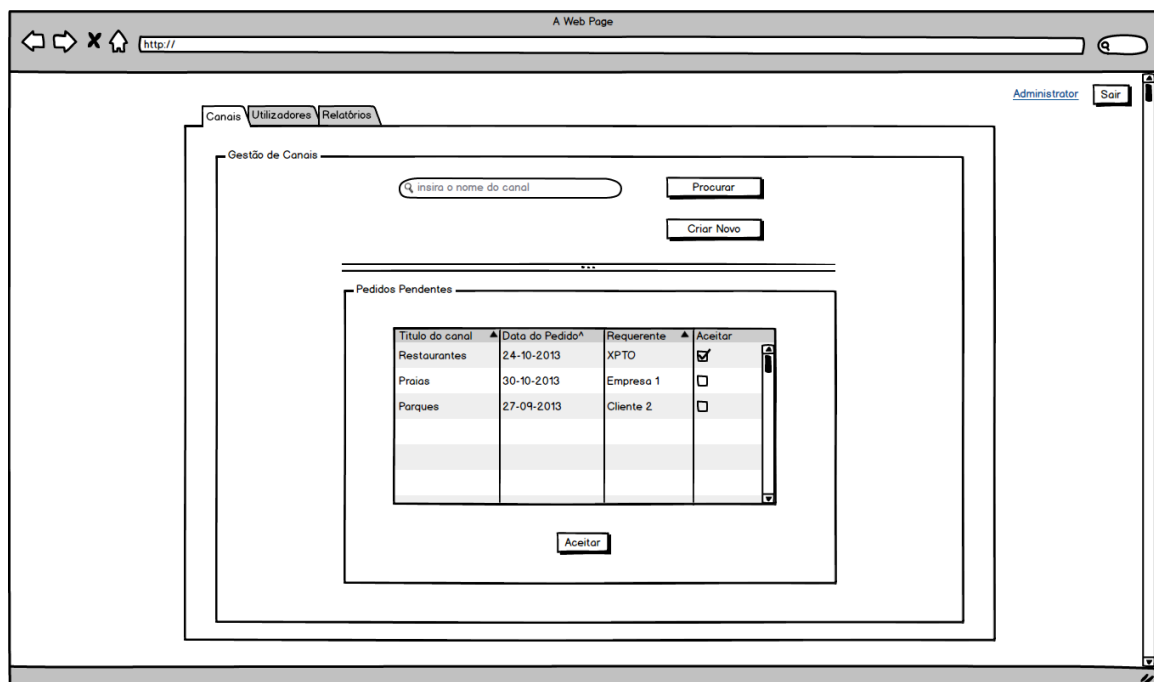 A Web Page
http://
Administrator
Sair
Canais Utilizadores Relatórios
Gestão de Canais
insira o nome do canal
Procurar
Criar Novo
Pedidos Pendentes
Titulo do canal Data do Pedido^ Requerente Aceitar
Restaurantes 24-10-2013 XPTO
Praias 30-10-2013 Empresa 1
Parques 27-09-2013 Cliente 2
Aceitar